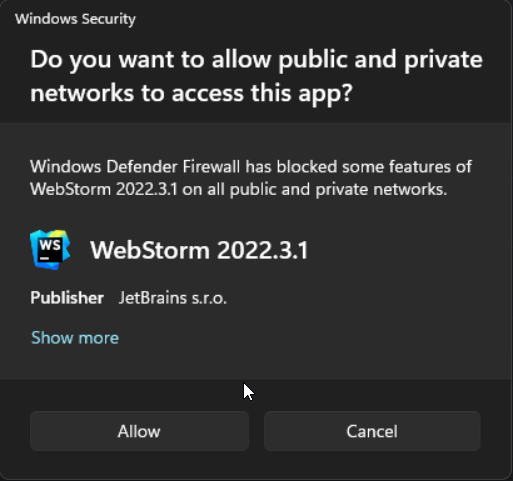 Windows Security
Do you want to allow public and private
networks to access this app?
Windows Defender Firewall has blocked some features of
WebStorm 2022.3.1 on all public and private networks.
WS
WebStorm 2022.3.1
Publisher JetBrains s.r.o.
Show more
Allow
Cancel